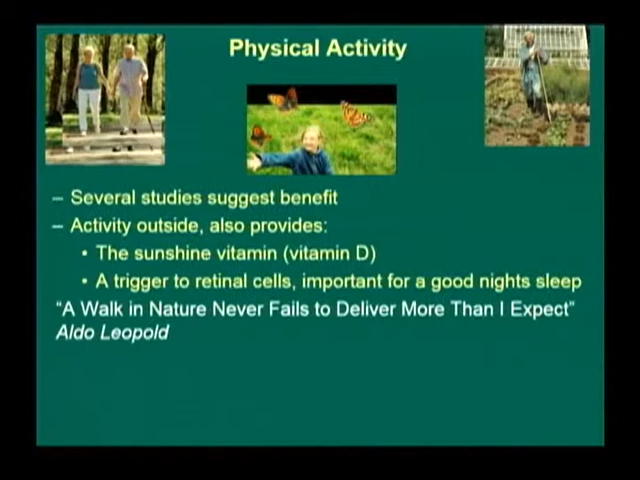 Physical Activity
– Several studies suggest benefit
– Activity outside, also provides:
• The sunshine vitamin (vitamin D)
• A trigger to retinal cells, important for a good nights sleep
“A Walk in Nature Never Fails to Deliver More Than I Expect”
Aldo Leopold